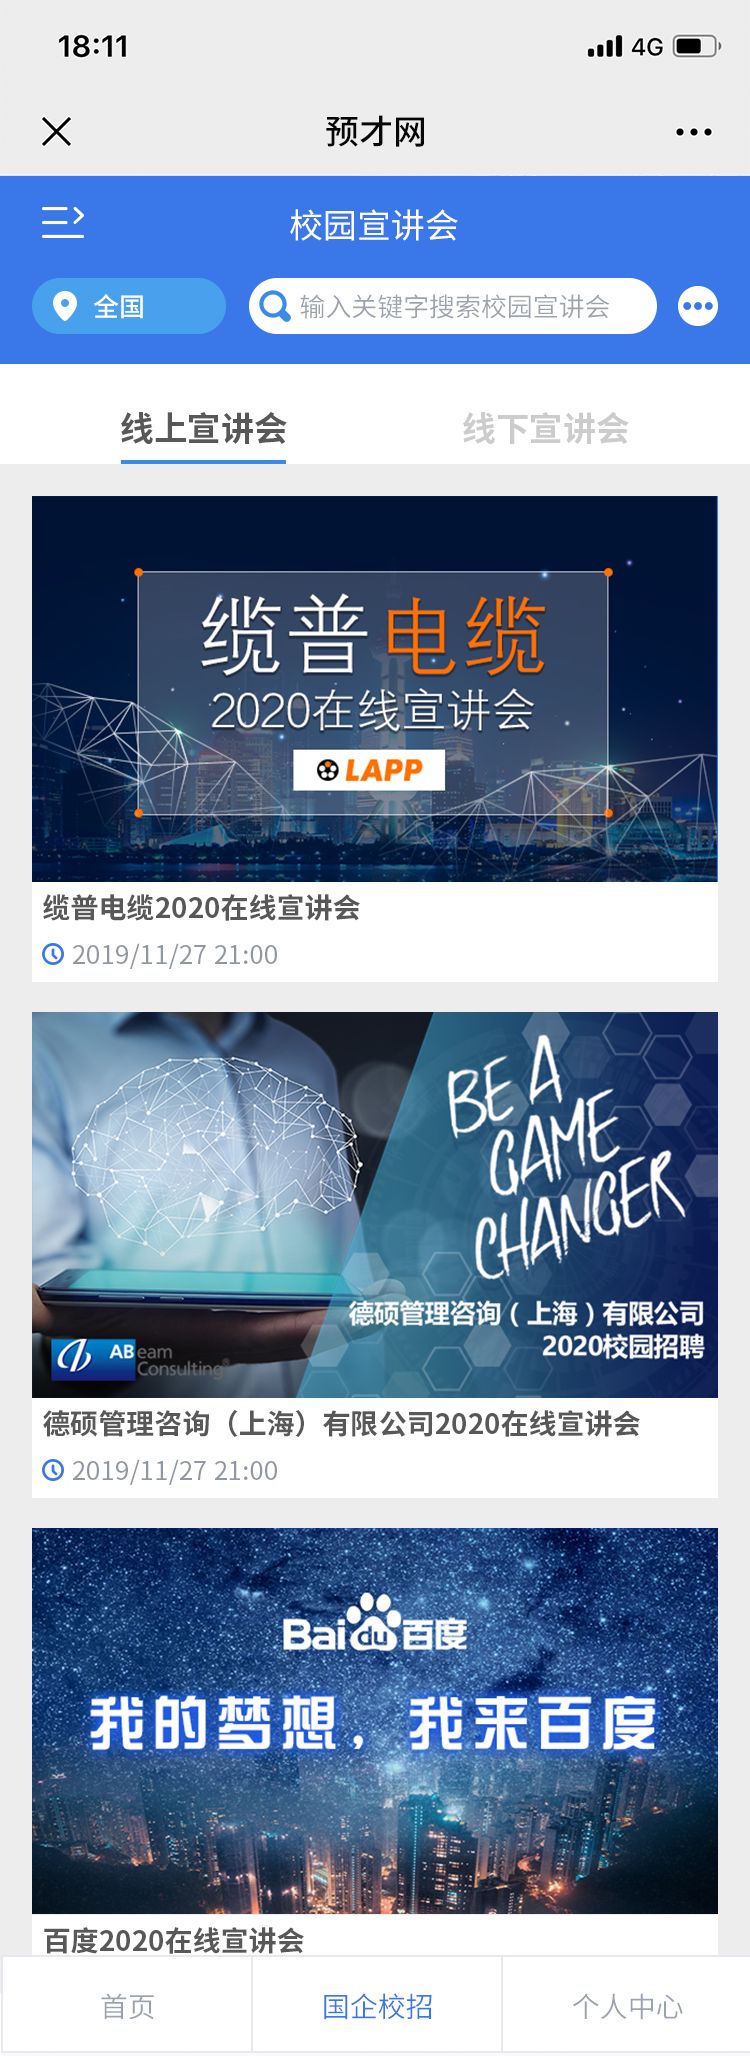 18:11
4G
预才网
校园宣讲会
全国
输入关键字搜索校园宣讲会
线上宣讲会
线下宣讲会
缆普电缆
2020在线宣讲会
LAPP
缆普电缆2020在线宣讲会
2019/11/27 21:00
BE A
GAME
CHANGER
德硕管理咨询（上海）有限公司
2020校园招聘
ABeam
Consulting®
德硕管理咨询（上海）有限公司2020在线宣讲会
2019/11/27 21:00
Baidu百度
我的梦想，我来百度
百度2020在线宣讲会
首页
国企校招
个人中心